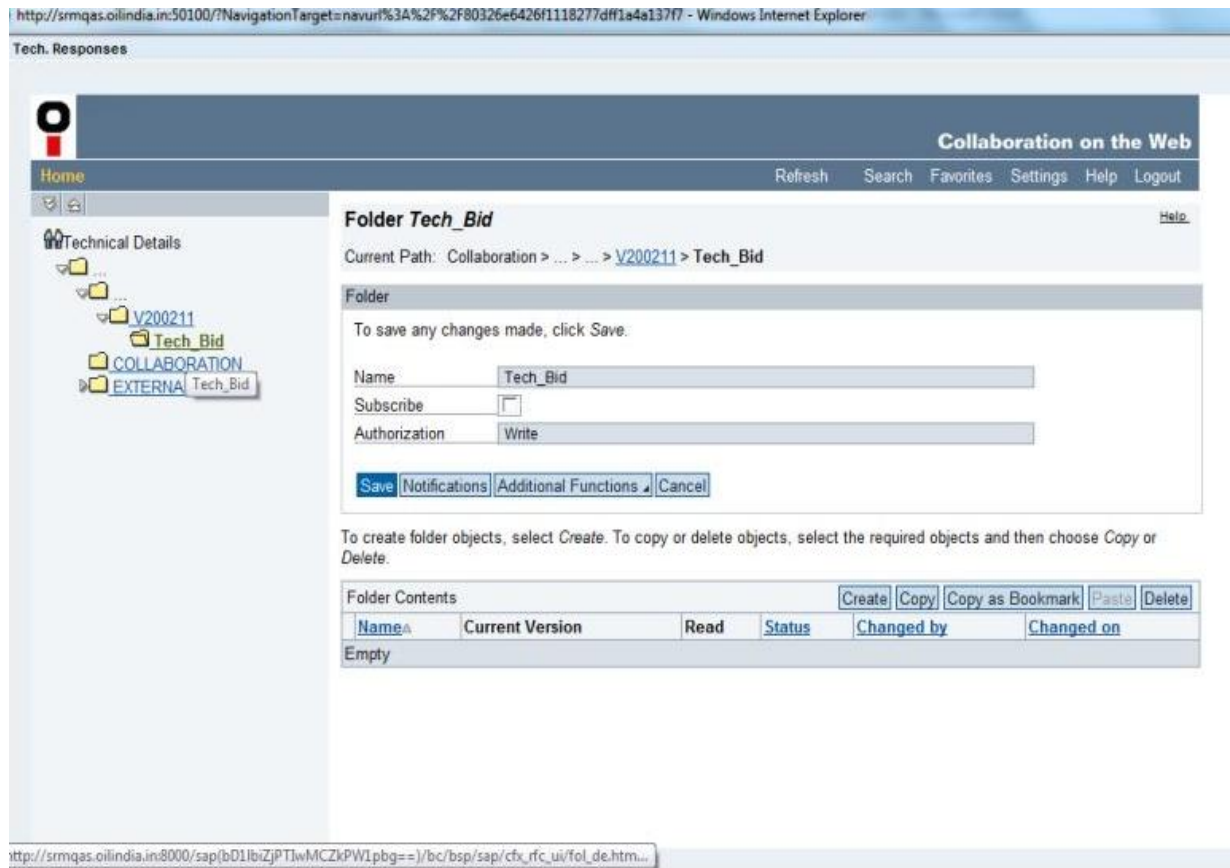 http://srmqas.oilindia.in:50100/?NavigationTarget=navurl%3A%2F%2F80326e6426f1118277dff1a4a137f7 - Windows Internet Explorer
Tech. Responses
Collaboration on the Web
Home Refresh Search Favorites Settings Help Logout
Folder Tech_Bid Help
Technical Details
Current Path: Collaboration > ... > ... > V200211 > Tech_Bid
...
...
V200211
Tech_Bid
COLLABORATION
EXTERNA Tech_Bid
Folder
To save any changes made, click Save.
Name Tech_Bid
Subscribe
Authorization Write
Save Notifications Additional Functions Cancel
To create folder objects, select Create. To copy or delete objects, select the required objects and then choose Copy or
Delete.
Folder Contents Create Copy Copy as Bookmark Paste Delete
Name Current Version Read Status Changed by Changed on
Empty
http://srmqas.oilindia.in:8000/sap(bD1lbiZjPTIwMCZkPW1pbg==)/bc/bsp/sap/cfx_rfc_ui/fol_de.htm...